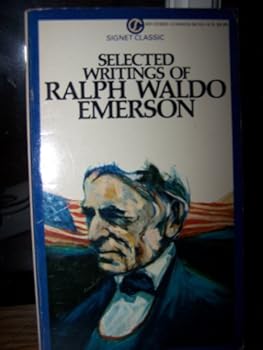 SIGNET CLASSIC
SELECTED
WRITINGS OF
RALPH WALDO
EMERSON